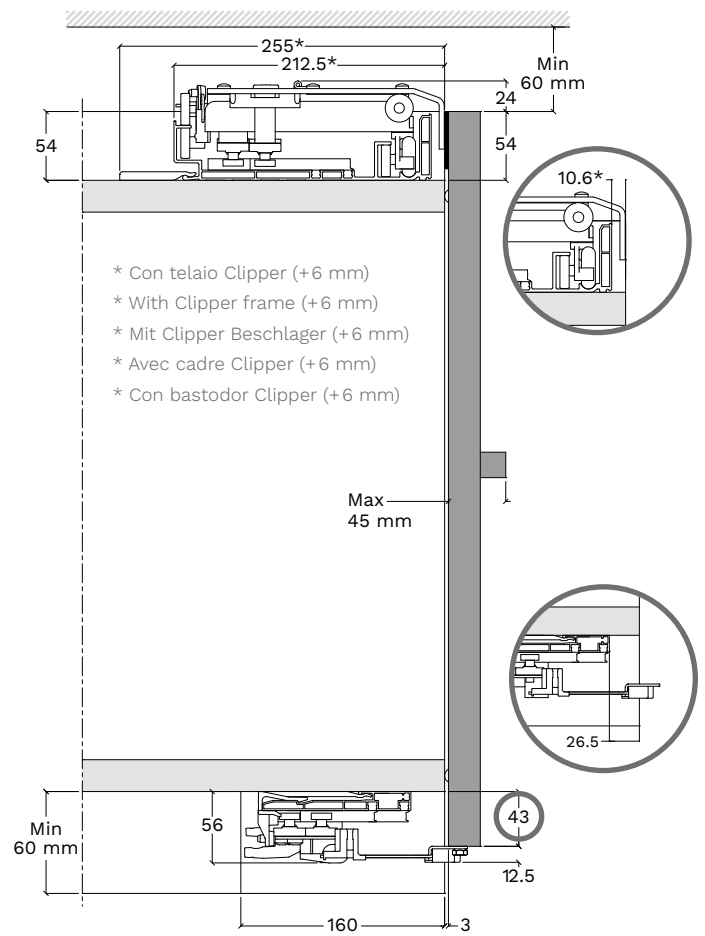 255*
212.5*
Min
60 mm
24
54
54
10.6*
* Con telaio Clipper (+6 mm)
* With Clipper frame (+6 mm)
* Mit Clipper Beschlager (+6 mm)
* Avec cadre Clipper (+6 mm)
* Con bastodor Clipper (+6 mm)
Max
45 mm
26.5
Min
60 mm
56
43
12.5
160
3